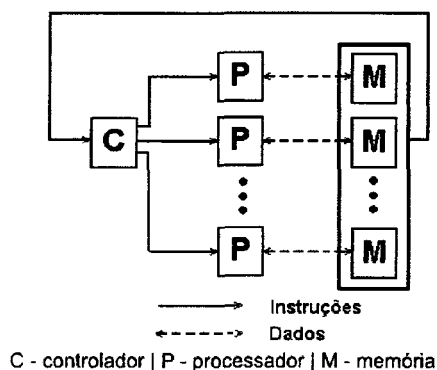 P M
C P M
P M
Instruções
Dados
C - controlador | P - processador | M - memória